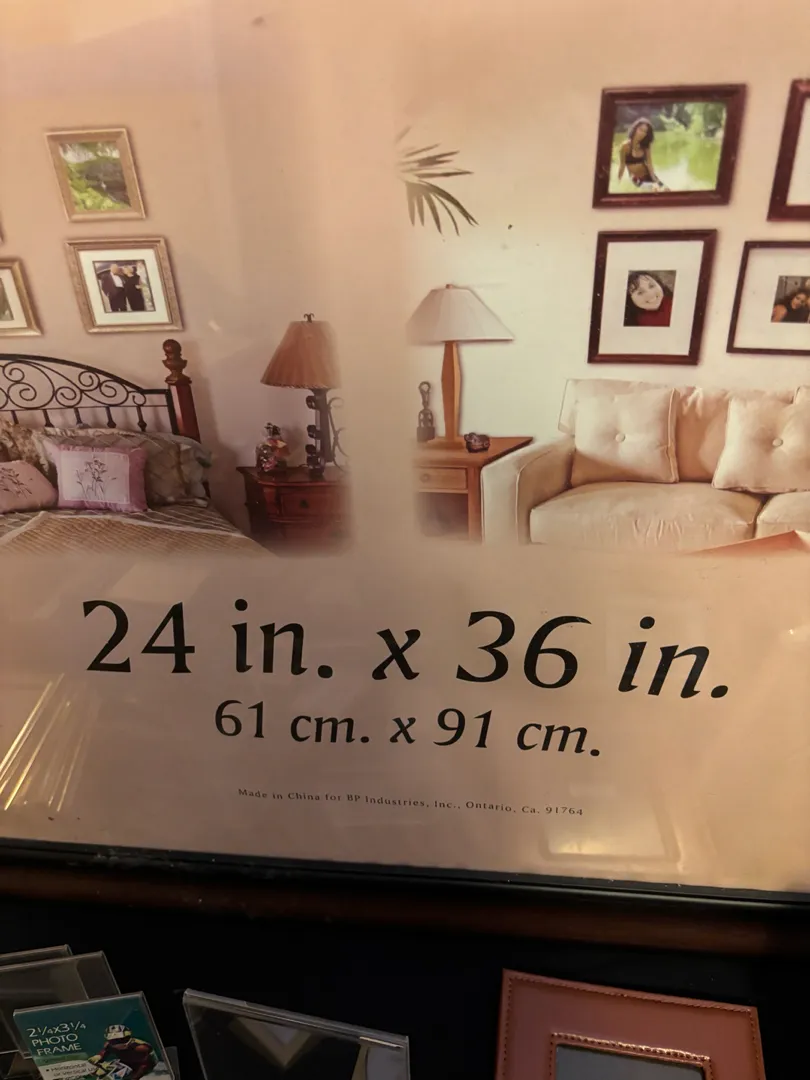 24 in. x 36 in.
61 cm. x 91 cm.
Made in China for BP Industries, Inc., Ontario, Ca. 91764
2¼x3¼
PHOTO
FRAME